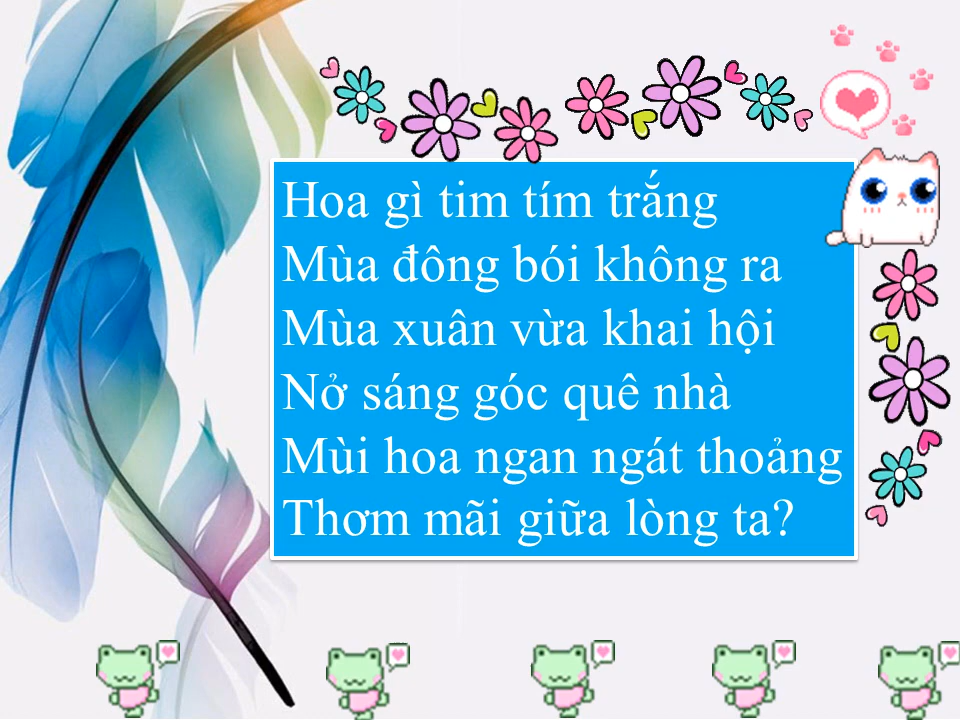 Hoa gì tim tím trắng
Mùa đông bói không ra
Mùa xuân vừa khai hội
Nở sáng góc quê nhà
Mùi hoa ngan ngát thoảng
Thơm mãi giữa lòng ta?